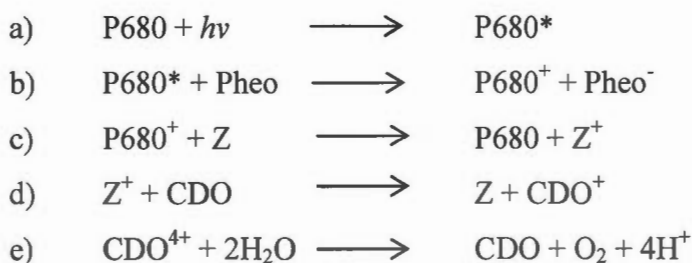 a) P680 + hv ⟶ P680*
b) P680* + Pheo ⟶ P680⁺ + Pheo⁻
c) P680⁺ + Z ⟶ P680 + Z⁺
d) Z⁺ + CDO ⟶ Z + CDO⁺
e) CDO⁴⁺ + 2H₂O ⟶ CDO + O₂ + 4H⁺